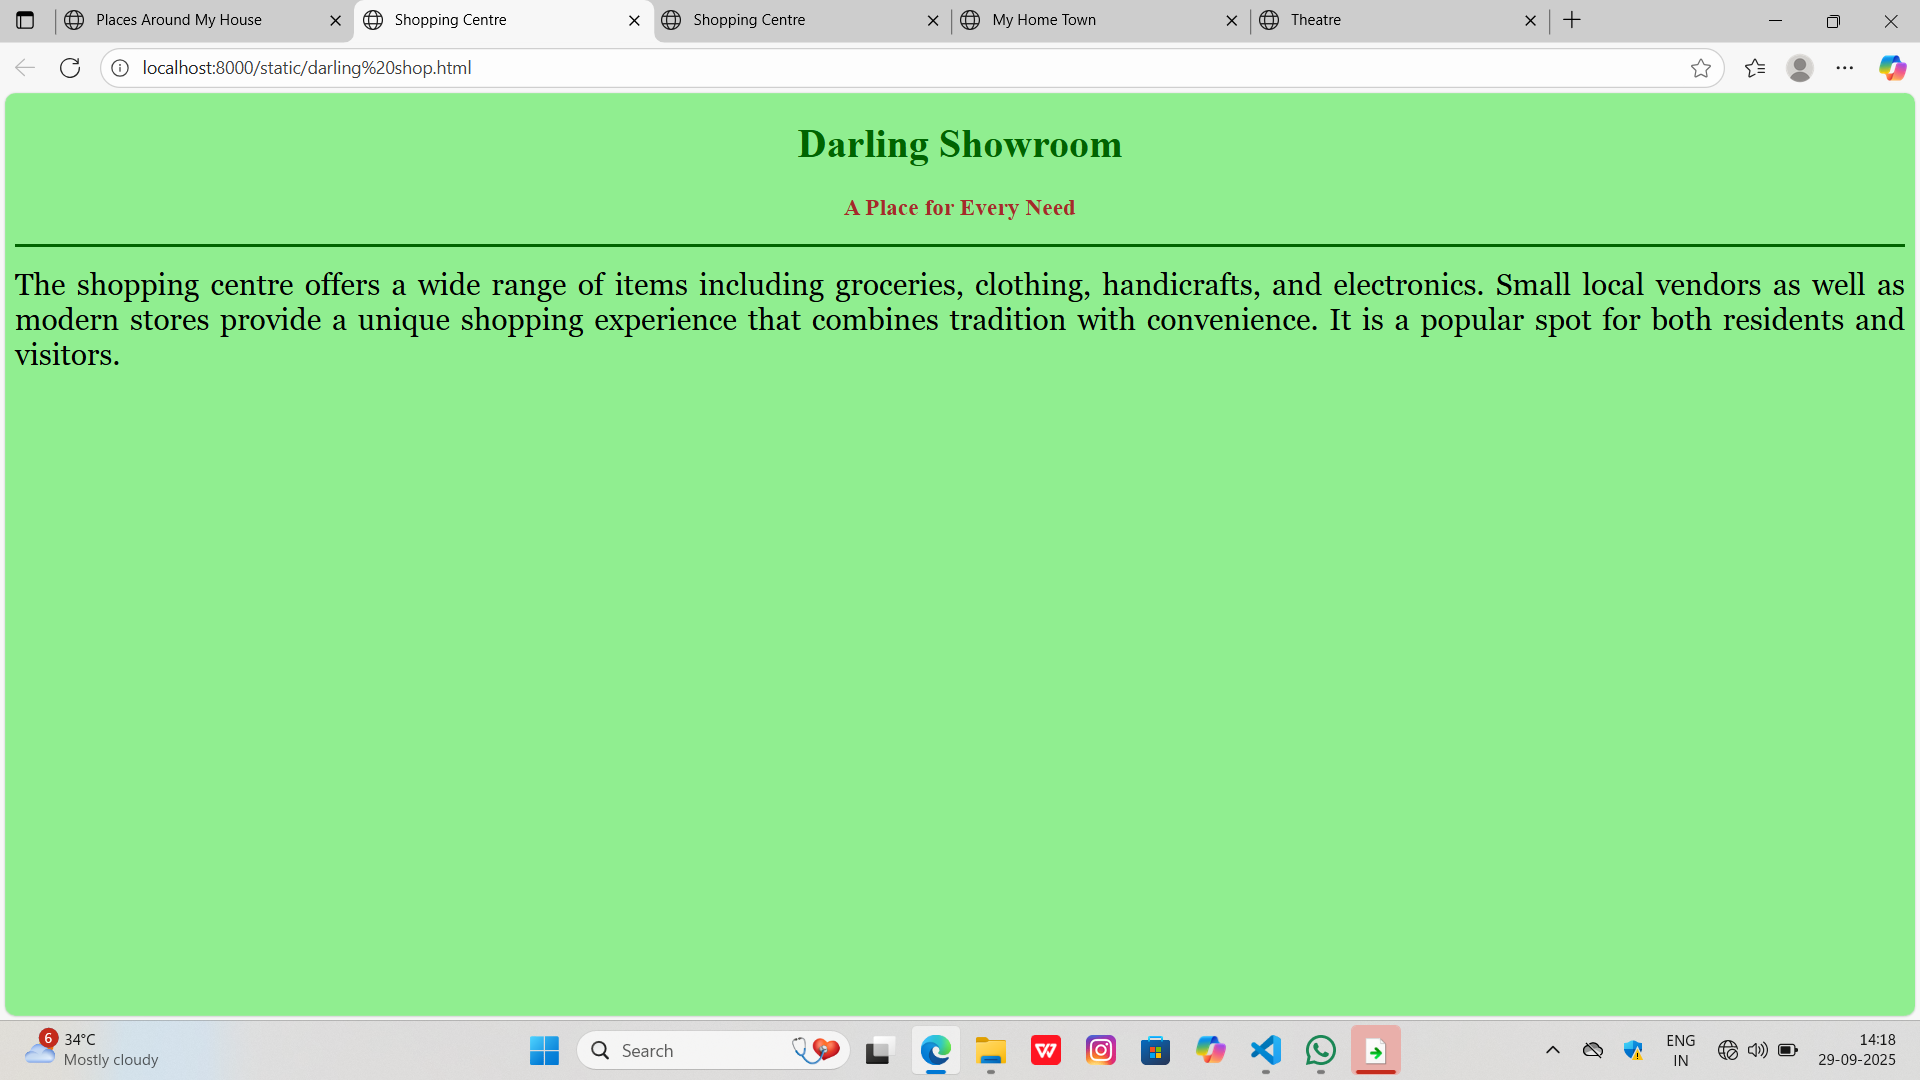 Places Around My House
Shopping Centre
Shopping Centre
My Home Town
Theatre
localhost:8000/static/darling%20shop.html
Darling Showroom
A Place for Every Need
The shopping centre offers a wide range of items including groceries, clothing, handicrafts, and electronics. Small local vendors as well as
modern stores provide a unique shopping experience that combines tradition with convenience. It is a popular spot for both residents and
visitors.
6
34°C
Mostly cloudy
Search
W
ENG
IN
14:18
29-09-2025